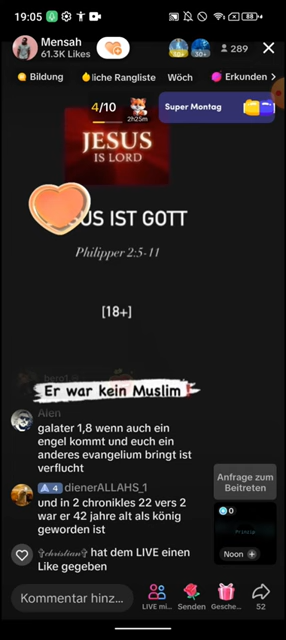 19:05
88
Mensah
61.3K Likes
30+
289
Bildung
liche Rangliste
Wöch
Erkunden
4/10
2h25m
Super Montag
JESUS
IS LORD
US IST GOTT
Philipper 2:5-11
[18+]
Er war kein Muslim
Alen
galater 1,8 wenn auch ein
engel kommt und euch ein
anderes evangelium bringt ist
verflucht
4 dienerALLAHS_1
und in 2 chronikles 22 vers 2
war er 42 jahre alt als könig
geworden ist
✞christian✞ hat dem LIVE einen
Like gegeben
Anfrage zum
Beitreten
0
Noon +
Kommentar hinz...
LIVE mi...
Senden
Gesche...
52